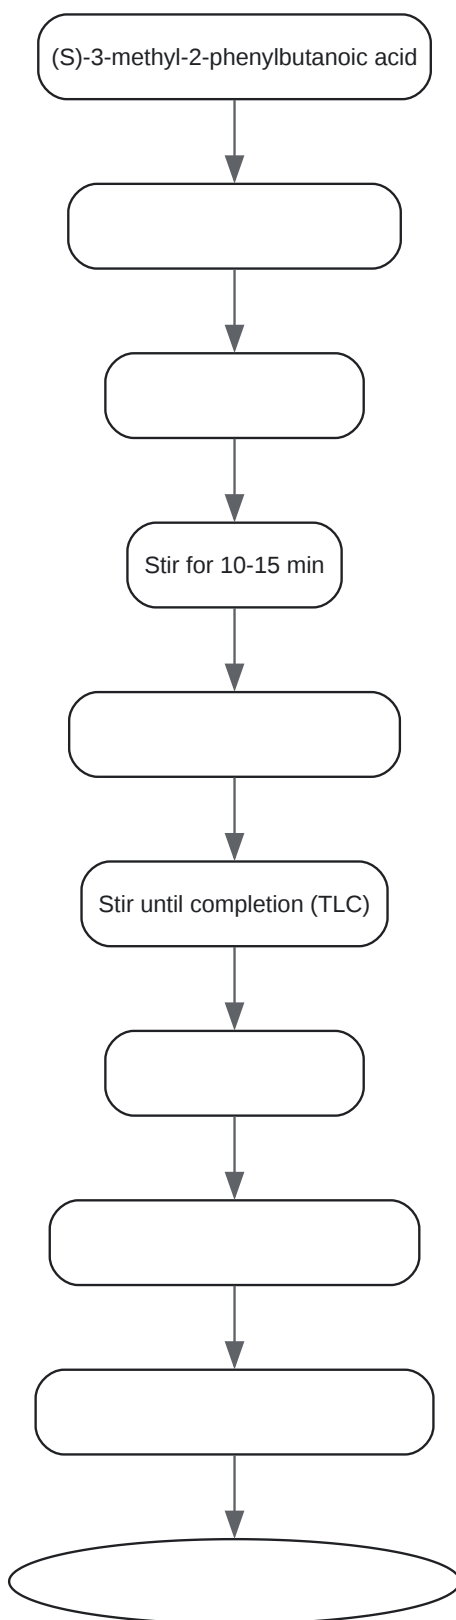 (S)-3-methyl-2-phenylbutanoic acid
Stir for 10-15 min
Stir until completion (TLC)